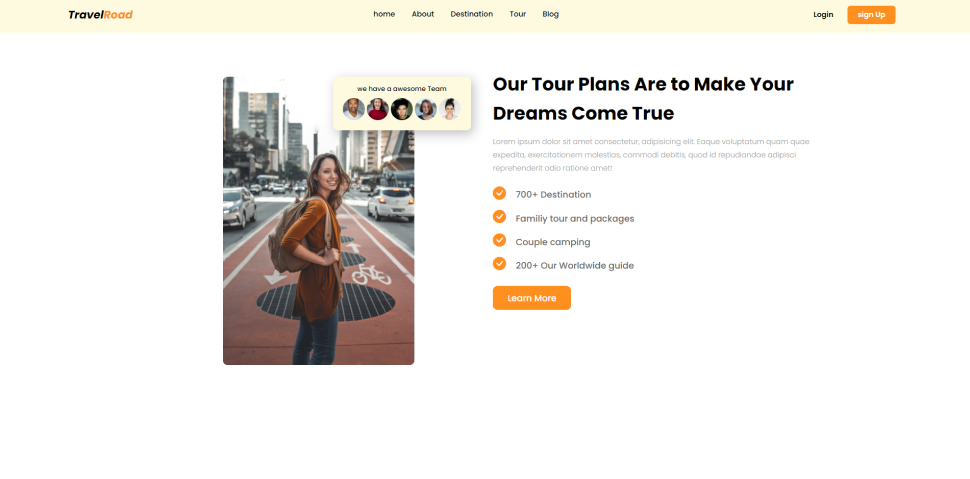 TravelRoad
home About Destination Tour Blog
Login sign Up
we have a awesome Team
Our Tour Plans Are to Make Your
Dreams Come True
Lorem ipsum dolor sit amet consectetur, adipisicing elit. Eaque voluptatum quam quae
expedita, exercitationem molestias, commodi debitis, quod id repudiandae adipisci
reprehenderit odio ratione amet!
700+ Destination
Familiy tour and packages
Couple camping
200+ Our Worldwide guide
Learn More